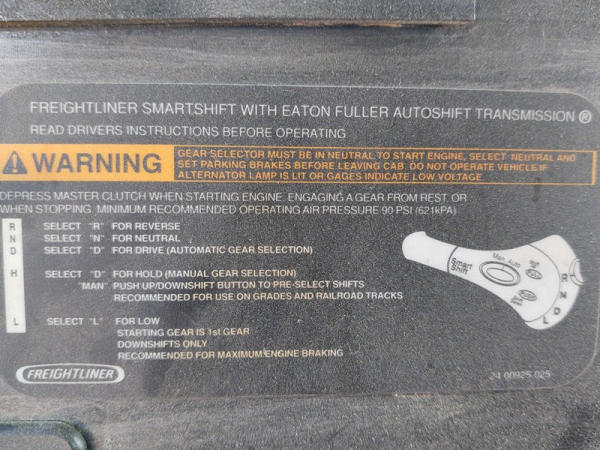 FREIGHTLINER SMARTSHIFT WITH EATON FULLER AUTOSHIFT TRANSMISSION ®
READ DRIVERS INSTRUCTIONS BEFORE OPERATING
WARNING
GEAR SELECTOR MUST BE IN NEUTRAL TO START ENGINE, SELECT NEUTRAL AND
SET PARKING BRAKES BEFORE LEAVING CAB. DO NOT OPERATE VEHICLE IF
ALTERNATOR LAMP IS LIT OR GAGES INDICATE LOW VOLTAGE
DEPRESS MASTER CLUTCH WHEN STARTING ENGINE, ENGAGING A GEAR FROM REST, OR
WHEN STOPPING. MINIMUM RECOMMENDED OPERATING AIR PRESSURE 90 PSI (621kPA)
R SELECT "R" FOR REVERSE
N SELECT "N" FOR NEUTRAL
D SELECT "D" FOR DRIVE (AUTOMATIC GEAR SELECTION)
H SELECT "D" FOR HOLD (MANUAL GEAR SELECTION)
"MAN" PUSH UP/DOWNSHIFT BUTTON TO PRE-SELECT SHIFTS
RECOMMENDED FOR USE ON GRADES AND RAILROAD TRACKS
L SELECT "L" FOR LOW
STARTING GEAR IS 1st GEAR
DOWNSHIFTS ONLY
RECOMMENDED FOR MAXIMUM ENGINE BRAKING
Smart
Shift
Man. Auto
R
N
D
L
FREIGHTLINER
24 00925 025